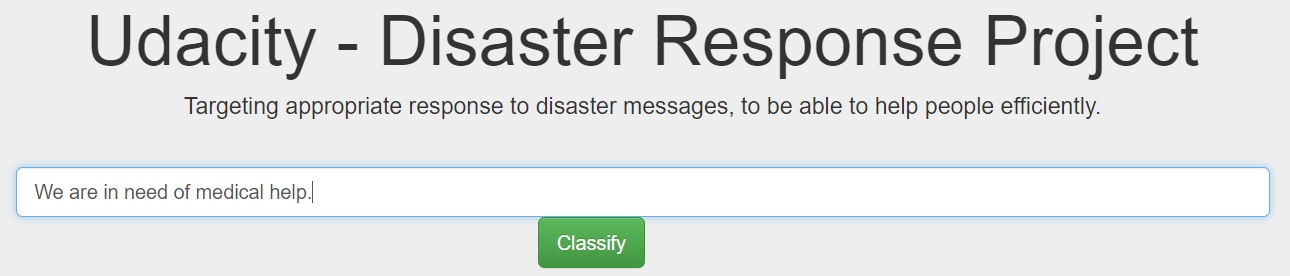 Udacity - Disaster Response Project
Targeting appropriate response to disaster messages, to be able to help people efficiently.
We are in need of medical help.
Classify